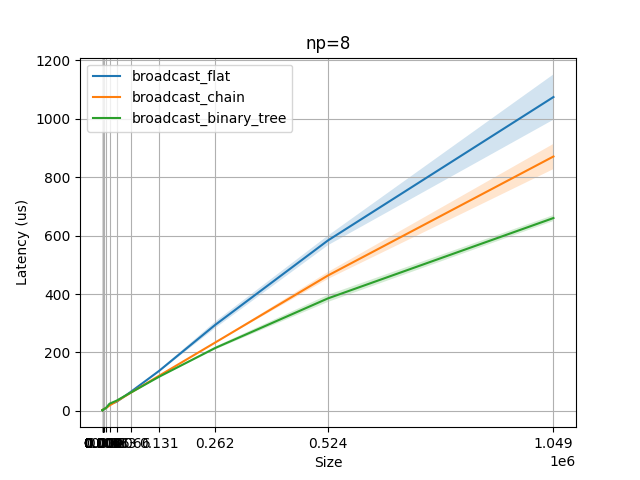 np=8
1200
1000
800
600
400
200
0
Latency (us)
broadcast_flat
broadcast_chain
broadcast_binary_tree
0.131
0.262
0.524
1.049
1e6
Size